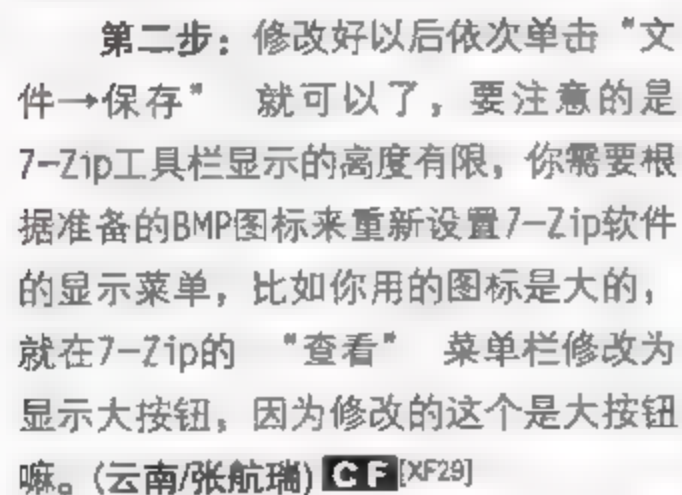 第二步：修改好以后依次单击“文
件→保存” 就可以了，要注意的是
7-Zip工具栏显示的高度有限，你需要根
据准备的BMP图标来重新设置7-Zip软件
的显示菜单，比如你用的图标是大的，
就在7-Zip的 “查看” 菜单栏修改为
显示大按钮，因为修改的这个是大按钮
嘛。(云南/张航瑞) CF [XF29]